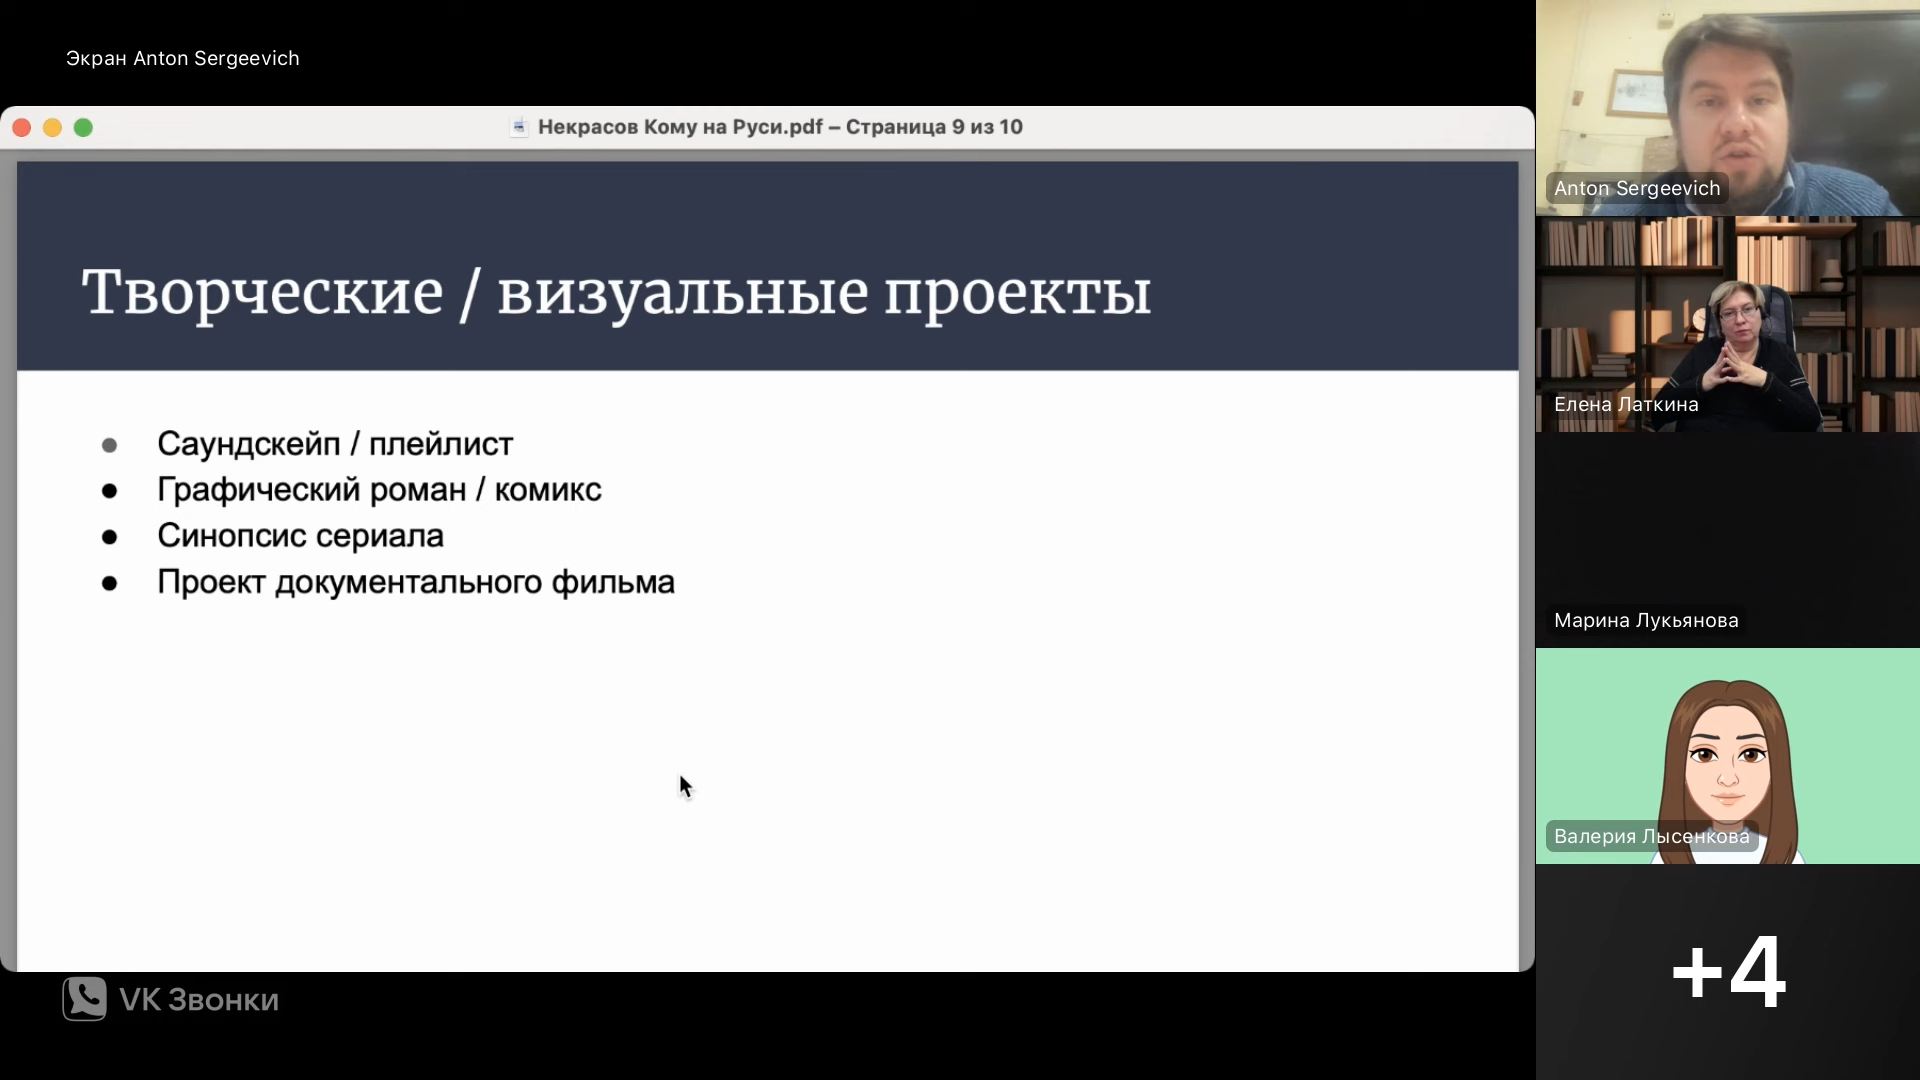 Экран Anton Sergeevich
Некрасов Кому на Руси.pdf – Страница 9 из 10
Творческие / визуальные проекты
● Саундскейп / плейлист
● Графический роман / комикс
● Синопсис сериала
● Проект документального фильма
VK Звонки
Anton Sergeevich
Елена Латкина
Марина Лукьянова
Валерия Лысенкова
+4